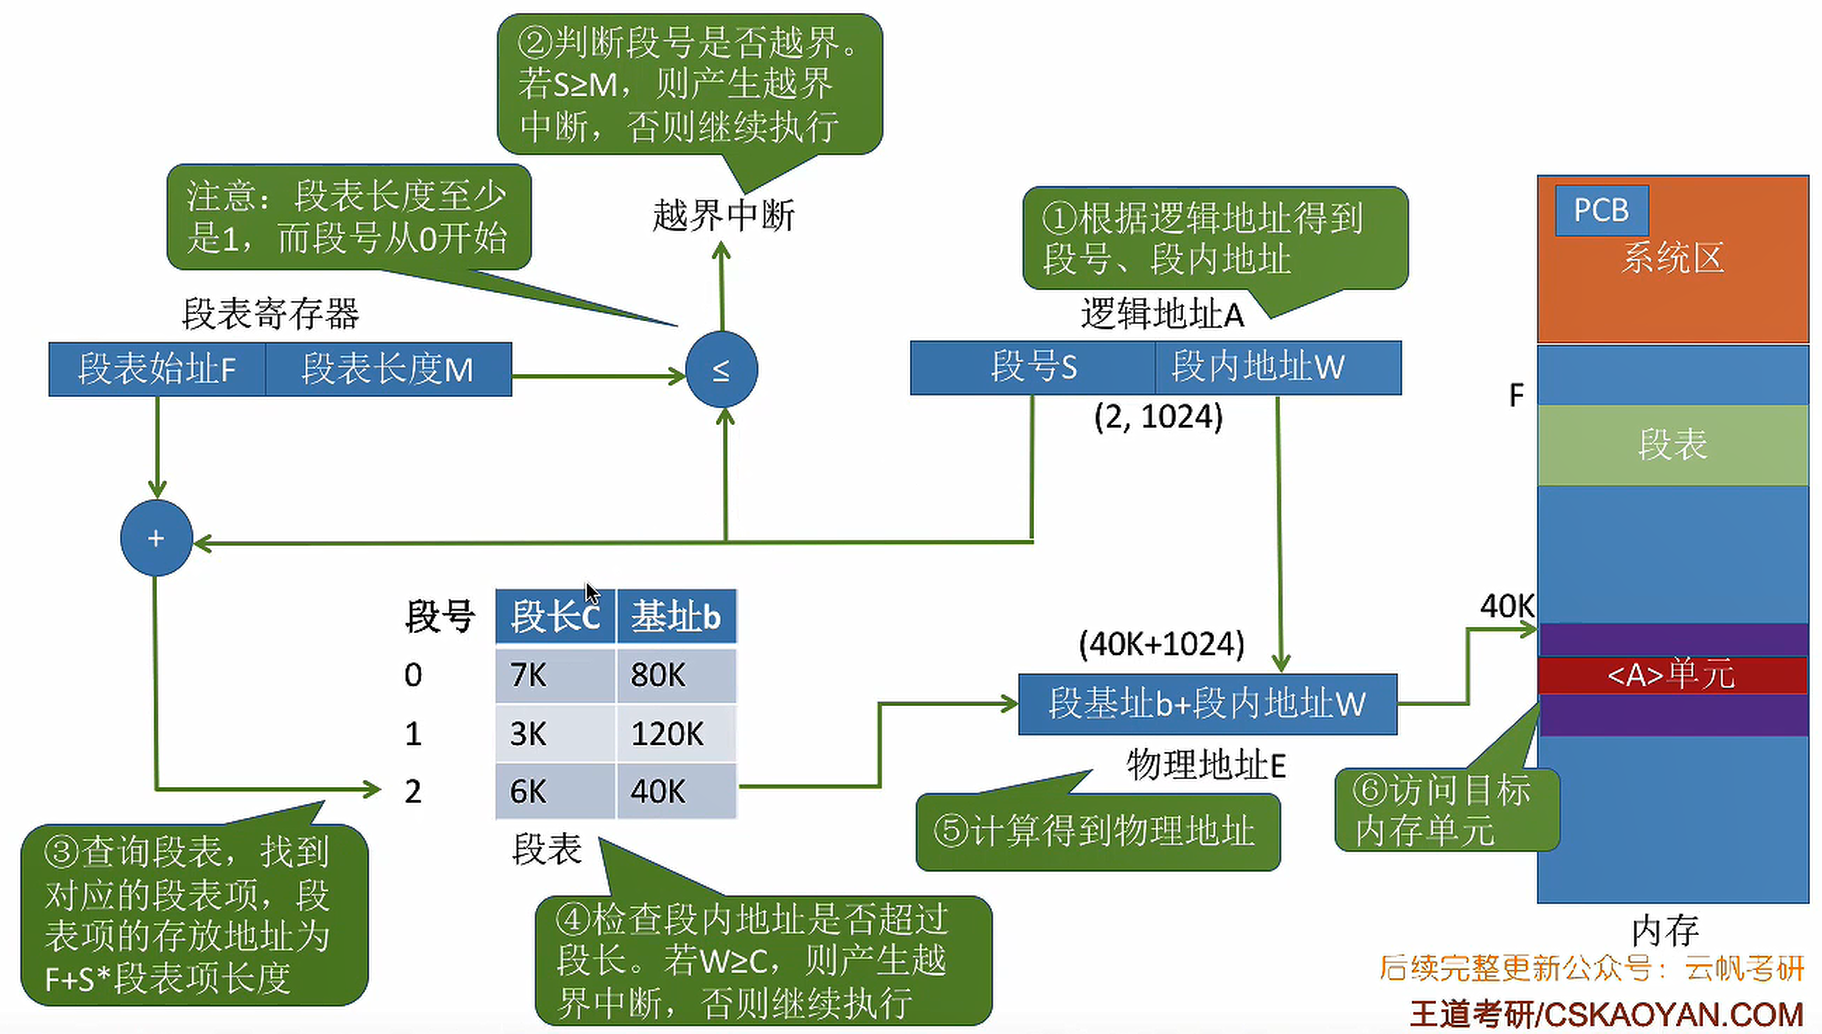 ②判断段号是否越界。
若S≥M，则产生越界
中断，否则继续执行
注意：段表长度至少
是1，而段号从0开始
越界中断
①根据逻辑地址得到
段号、段内地址
PCB
系统区
段表寄存器
逻辑地址A
段表始址F
段表长度M
≤
段号S
段内地址W
(2, 1024)
F
段表
+
段号
段长C
基址b
0
7K
80K
1
3K
120K
2
6K
40K
段表
(40K+1024)
段基址b+段内地址W
物理地址E
40K
<A>单元
③查询段表，找到
对应的段表项，段
表项的存放地址为
F+S*段表项长度
④检查段内地址是否超过
段长。若W≥C，则产生越
界中断，否则继续执行
⑤计算得到物理地址
⑥访问目标
内存单元
内存
后续完整更新公众号：云帆考研
王道考研/CSKAOYAN.COM